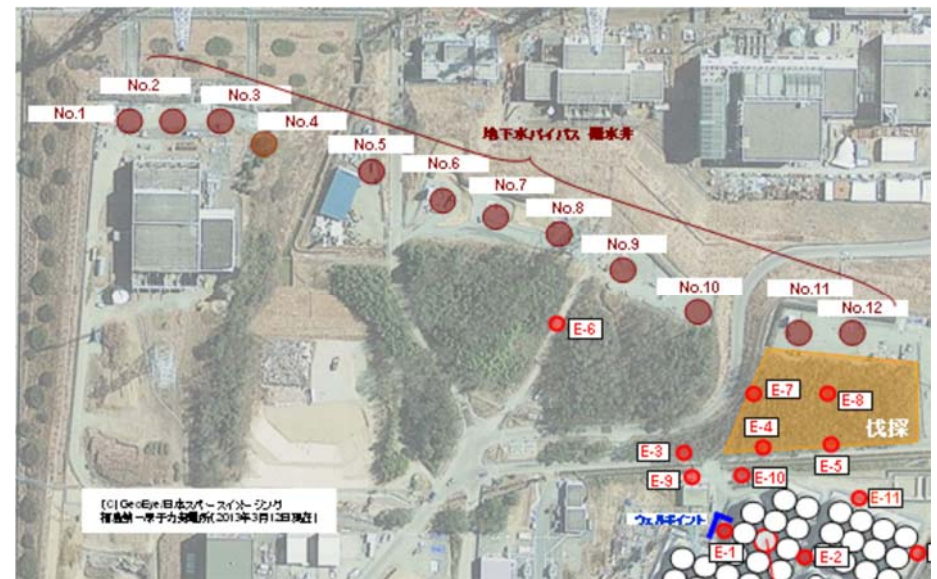 No.1
No.2
No.3
No.4
No.5
No.6
No.7
No.8
No.9
No.10
No.11
No.12
地下水バイパス 揚水井
E-6
E-7
E-8
伐採
E-4
E-3
E-5
E-9
E-10
E-11
ウェルポイント
E-1
E-2
(C)GeoEye/日本スペースイメージング
福島第一原子力発電所(2013年3月12日現在)